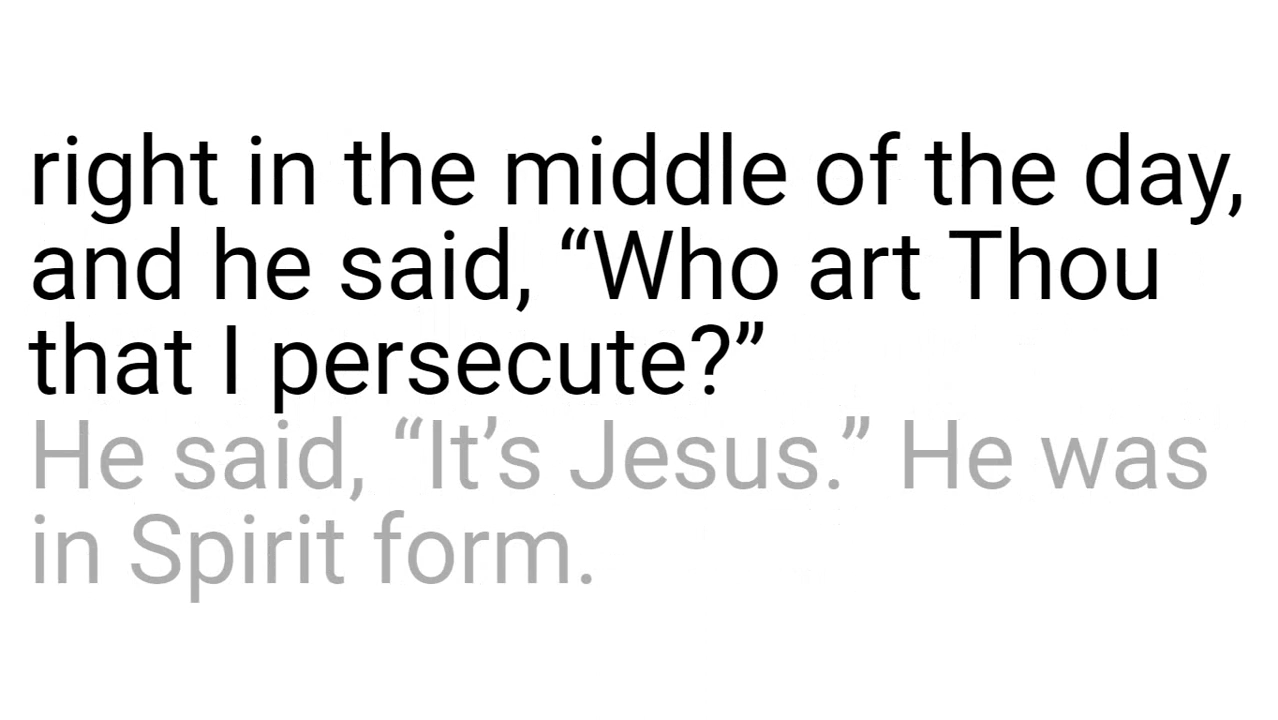 right in the middle of the day,
and he said, “Who art Thou
that I persecute?”
He said, “It’s Jesus.” He was
in Spirit form.